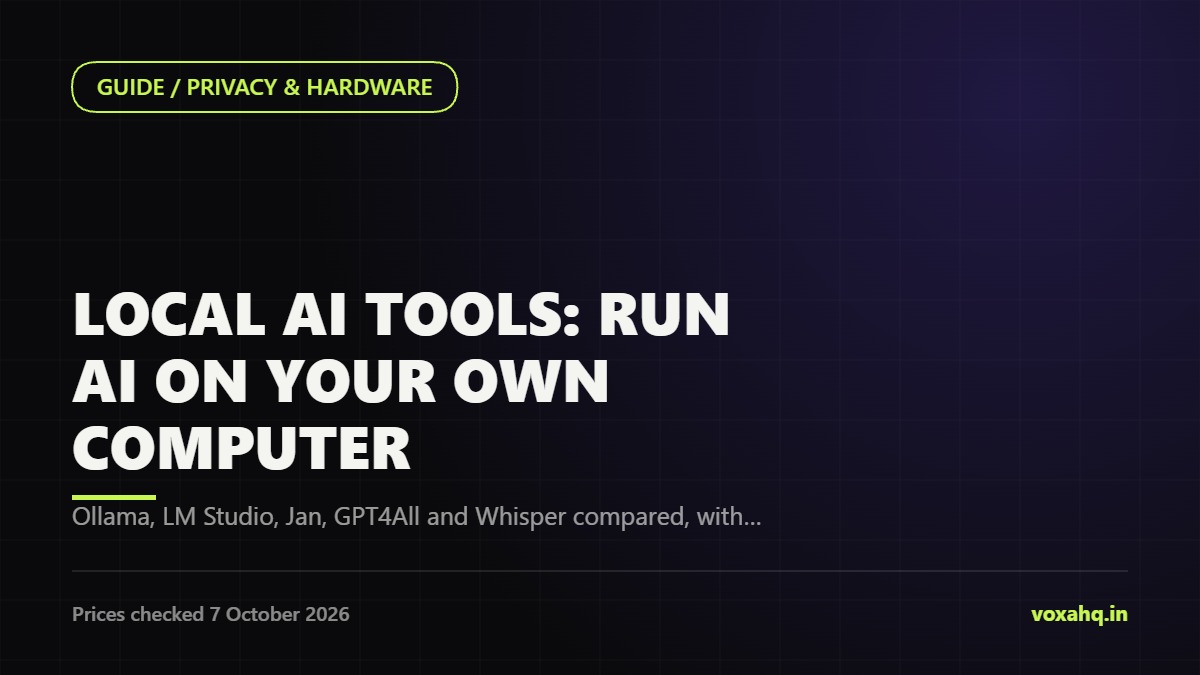 GUIDE / PRIVACY & HARDWARE
LOCAL AI TOOLS: RUN
AI ON YOUR OWN
COMPUTER
Ollama, LM Studio, Jan, GPT4All and Whisper compared, with...
Prices checked 7 October 2026
voxahq.in